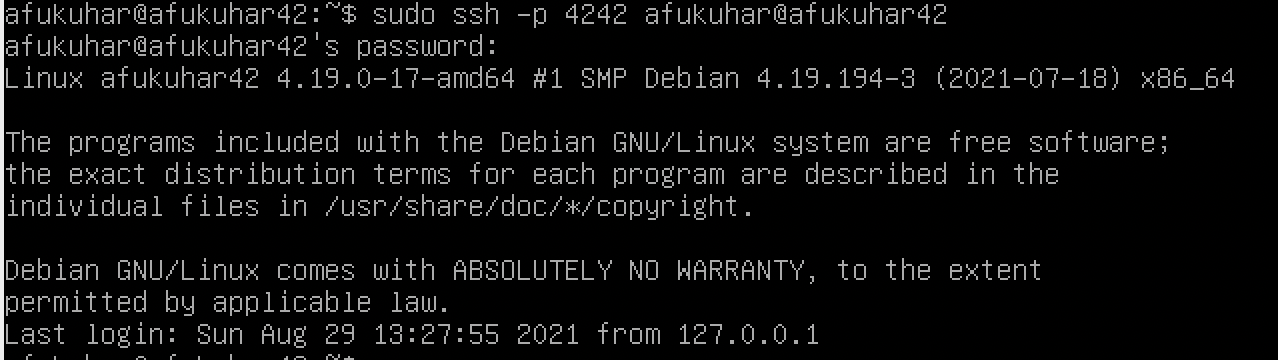 afukuhar@afukuhar42:~$ sudo ssh -p 4242 afukuhar@afukuhar42
afukuhar@afukuhar42's password:
Linux afukuhar42 4.19.0-17-amd64 #1 SMP Debian 4.19.194-3 (2021-07-18) x86_64
The programs included with the Debian GNU/Linux system are free software;
the exact distribution terms for each program are described in the
individual files in /usr/share/doc/*/copyright.
Debian GNU/Linux comes with ABSOLUTELY NO WARRANTY, to the extent
permitted by applicable law.
Last login: Sun Aug 29 13:27:55 2021 from 127.0.0.1
afukuhar@afukuhar42:~$